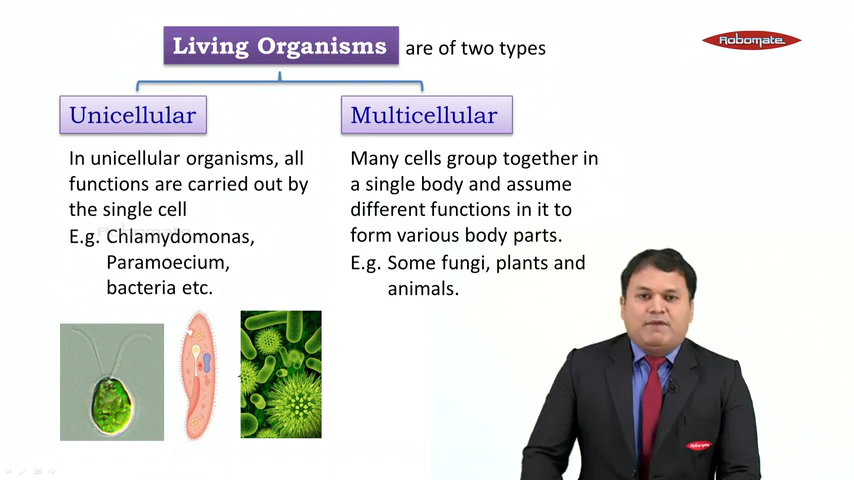 Living Organisms are of two types
Robomate
Unicellular
Multicellular
In unicellular organisms, all
functions are carried out by
the single cell
E.g. Chlamydomonas,
Paramoecium,
bacteria etc.
Many cells group together in
a single body and assume
different functions in it to
form various body parts.
E.g. Some fungi, plants and
animals.
Robomate